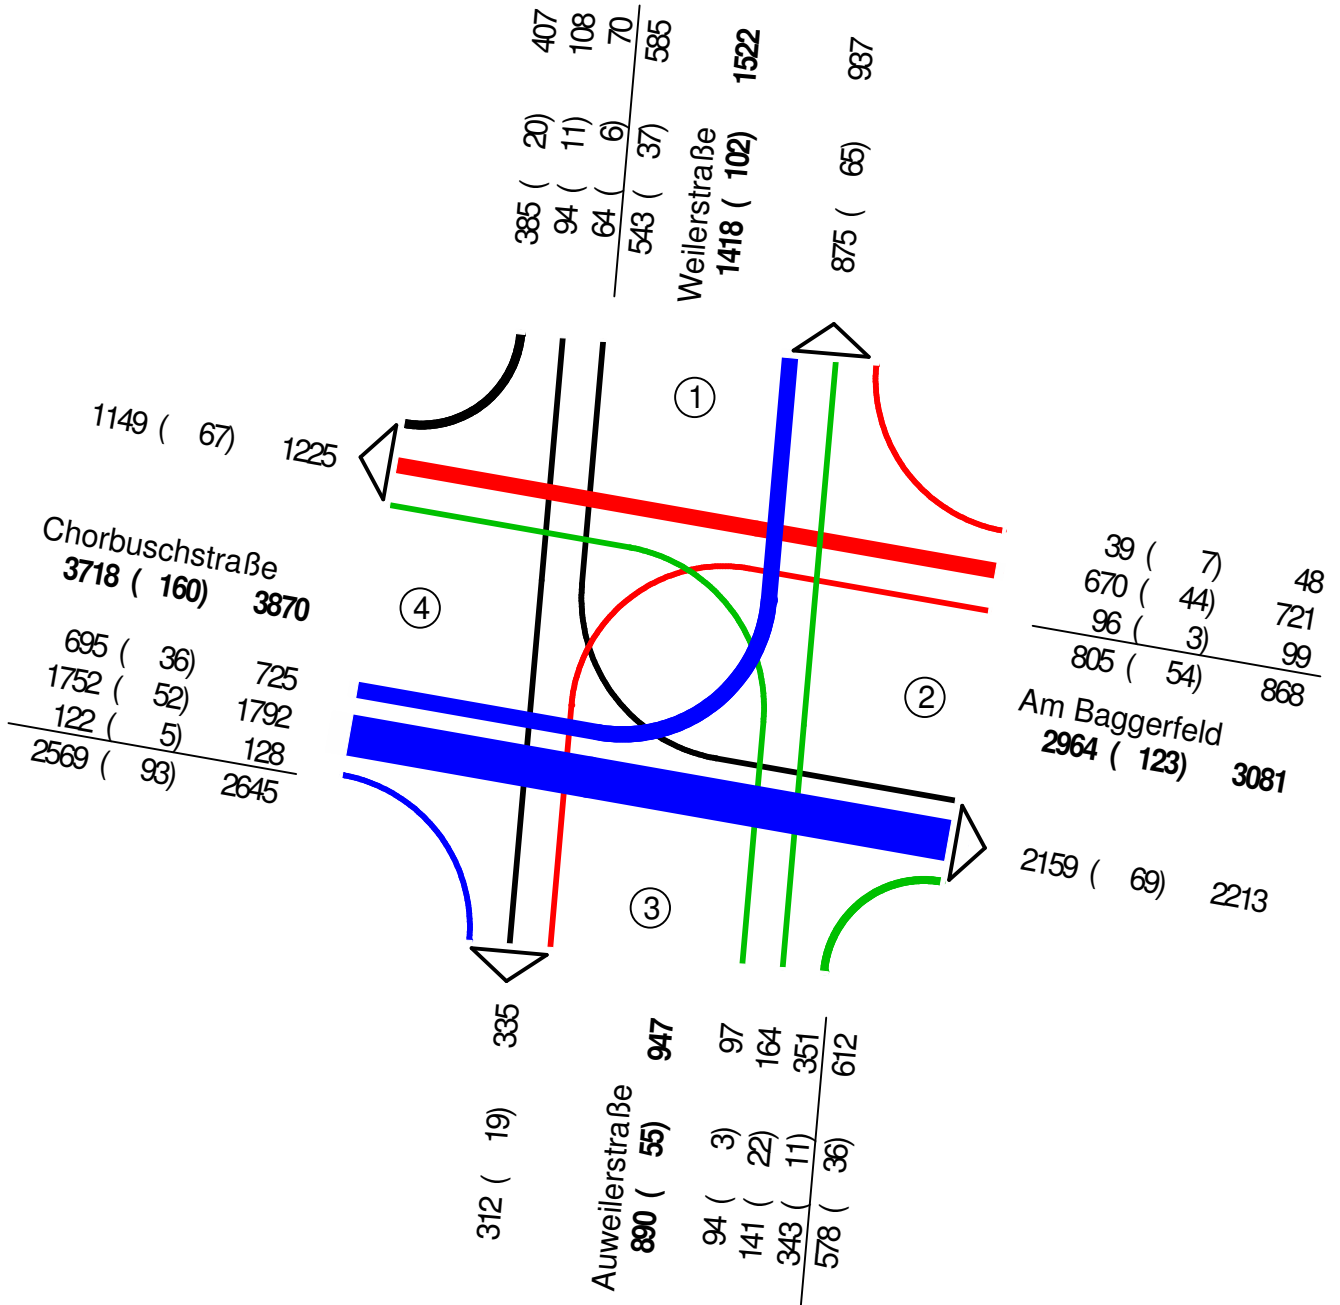 385 ( 20) 407
94 ( 11) 108
64 ( 6) 70
543 ( 37) 585
Weilerstraße
1418 ( 102) 1522
875 ( 65) 937
1
1149 ( 67) 1225
Chorbuschstraße
3718 ( 160) 3870
4
695 ( 36) 725
1752 ( 52) 1792
122 ( 5) 128
2569 ( 93) 2645
39 ( 7) 48
670 ( 44) 721
96 ( 3) 99
805 ( 54) 868
2
Am Baggerfeld
2964 ( 123) 3081
2159 ( 69) 2213
3
312 ( 19) 335
Auweilerstraße
890 ( 55) 947
94 ( 3) 97
141 ( 22) 164
343 ( 11) 351
578 ( 36) 612